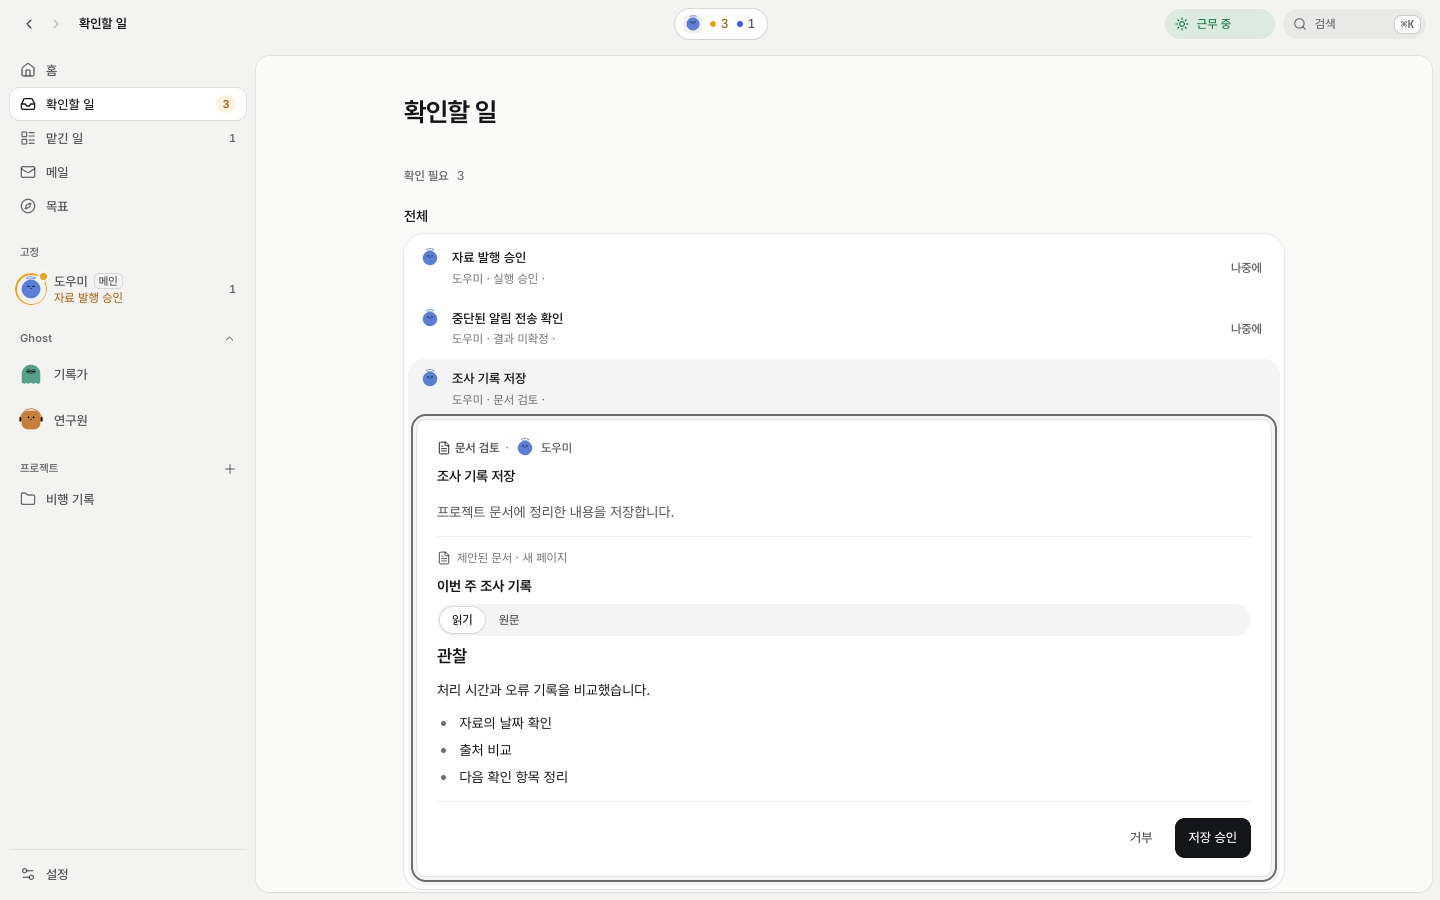 확인할 일
3 1
근무 중
검색 ⌘K
홈
확인할 일 3
맡긴 일 1
메일
목표
고정
도우미 메인
자료 발행 승인
1
Ghost
기록가
연구원
프로젝트
비행 기록
설정
확인할 일
확인 필요 3
전체
자료 발행 승인
도우미 · 실행 승인 ·
나중에
중단된 알림 전송 확인
도우미 · 결과 미확정 ·
나중에
조사 기록 저장
도우미 · 문서 검토 ·
문서 검토 · 도우미
조사 기록 저장
프로젝트 문서에 정리한 내용을 저장합니다.
제안된 문서 · 새 페이지
이번 주 조사 기록
읽기 원문
관찰
처리 시간과 오류 기록을 비교했습니다.
• 자료의 날짜 확인
• 출처 비교
• 다음 확인 항목 정리
거부 저장 승인